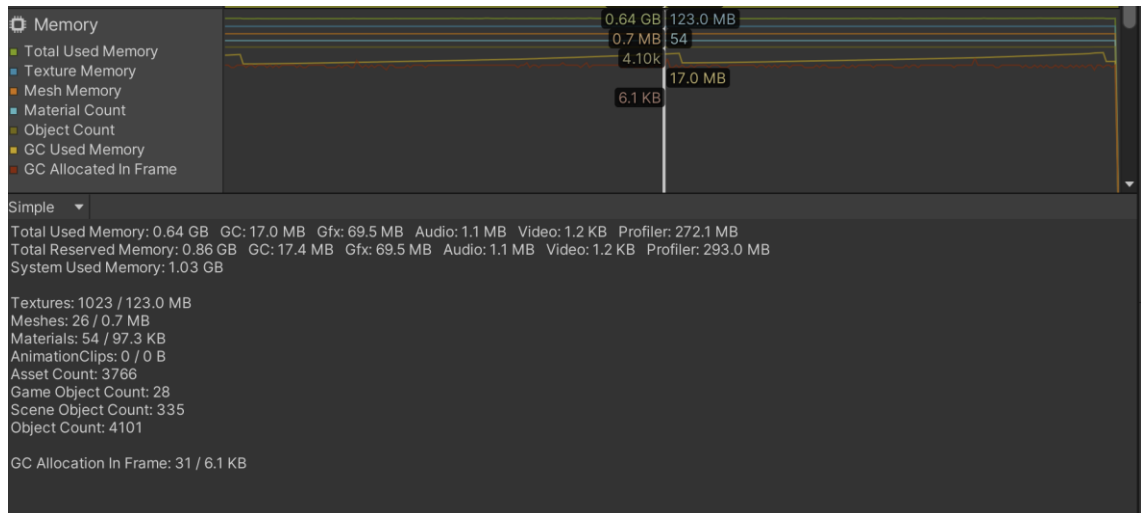 Memory
Total Used Memory
Texture Memory
Mesh Memory
Material Count
Object Count
GC Used Memory
GC Allocated In Frame
0.64 GB 123.0 MB
0.7 MB 54
4.10k
17.0 MB
6.1 KB
Simple
Total Used Memory: 0.64 GB GC: 17.0 MB Gfx: 69.5 MB Audio: 1.1 MB Video: 1.2 KB Profiler: 272.1 MB
Total Reserved Memory: 0.86 GB GC: 17.4 MB Gfx: 69.5 MB Audio: 1.1 MB Video: 1.2 KB Profiler: 293.0 MB
System Used Memory: 1.03 GB
Textures: 1023 / 123.0 MB
Meshes: 26 / 0.7 MB
Materials: 54 / 97.3 KB
AnimationClips: 0 / 0 B
Asset Count: 3766
Game Object Count: 28
Scene Object Count: 335
Object Count: 4101
GC Allocation In Frame: 31 / 6.1 KB